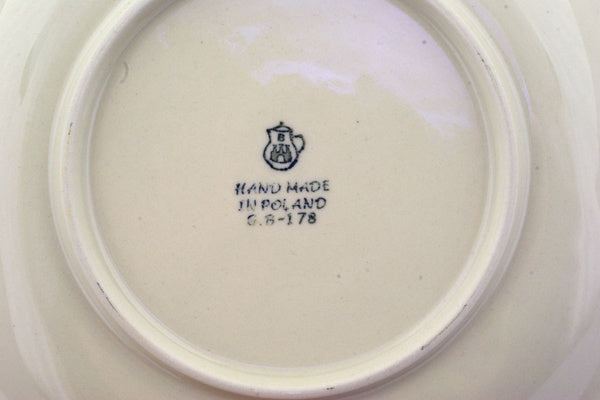 B
HAND MADE
IN POLAND
G.B-178